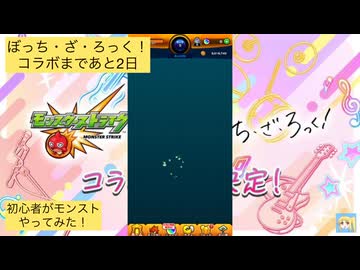 ぼっち・ざ・ろっく！
コラボまであと2日
モンスターストライク
MONSTER STRIKE
ち・ざ・ろっく！
コラ
定！
初心者がモンスト
やってみた！